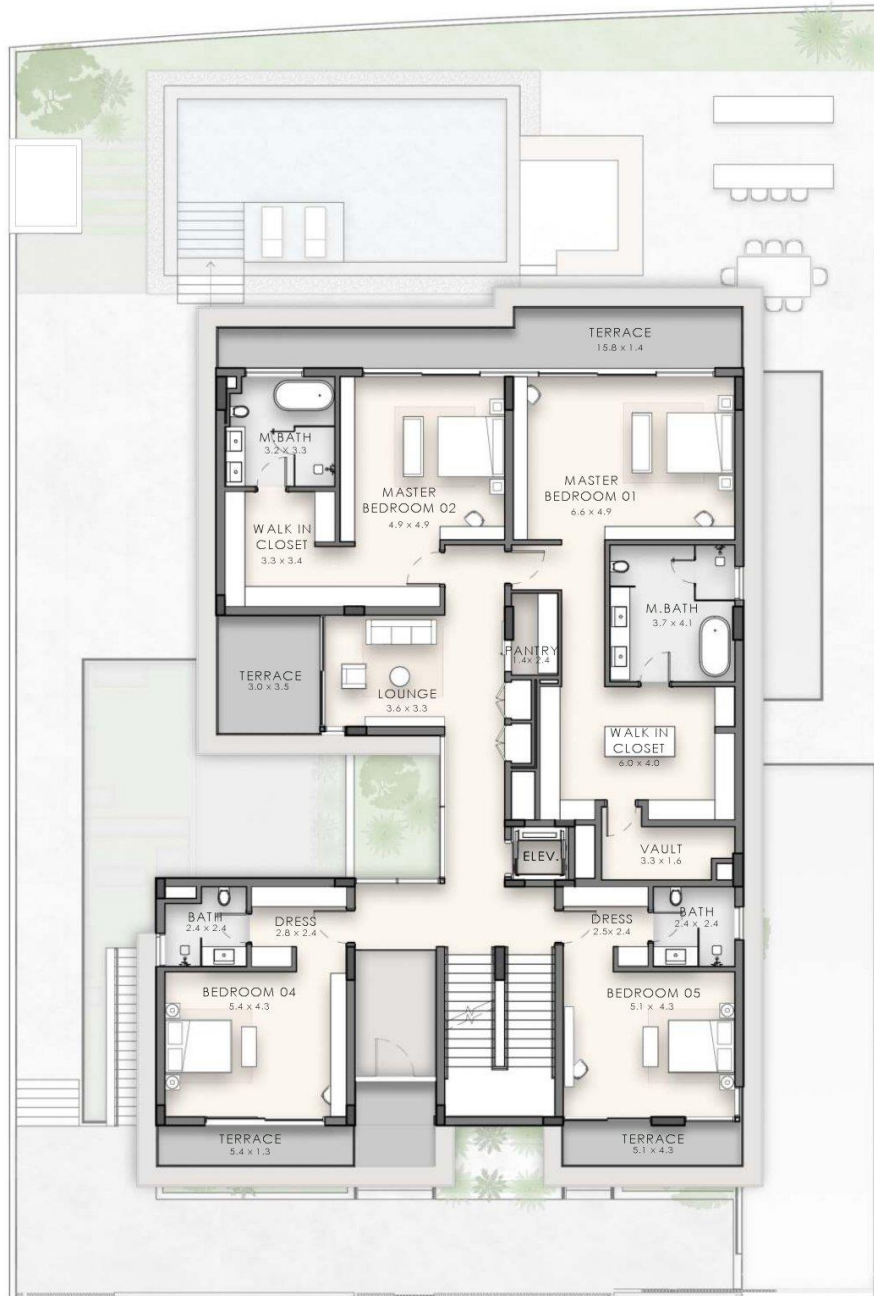 TERRACE
15.8 x 1.4
M.BATH
3.2 x 3.3
MASTER
BEDROOM 02
4.9 x 4.9
MASTER
BEDROOM 01
6.6 x 4.9
WALK IN
CLOSET
3.3 x 3.4
M.BATH
3.7 x 4.1
PANTRY
1.4x 2.4
TERRACE
3.0 x 3.5
LOUNGE
3.6 x 3.3
WALK IN
CLOSET
6.0 x 4.0
ELEV.
VAULT
3.3 x 1.6
BATH
2.4 x 2.4
DRESS
2.8 x 2.4
DRESS
2.5x 2.4
BATH
2.4 x 2.4
BEDROOM 04
5.4 x 4.3
BEDROOM 05
5.1 x 4.3
TERRACE
5.4 x 1.3
TERRACE
5.1 x 4.3